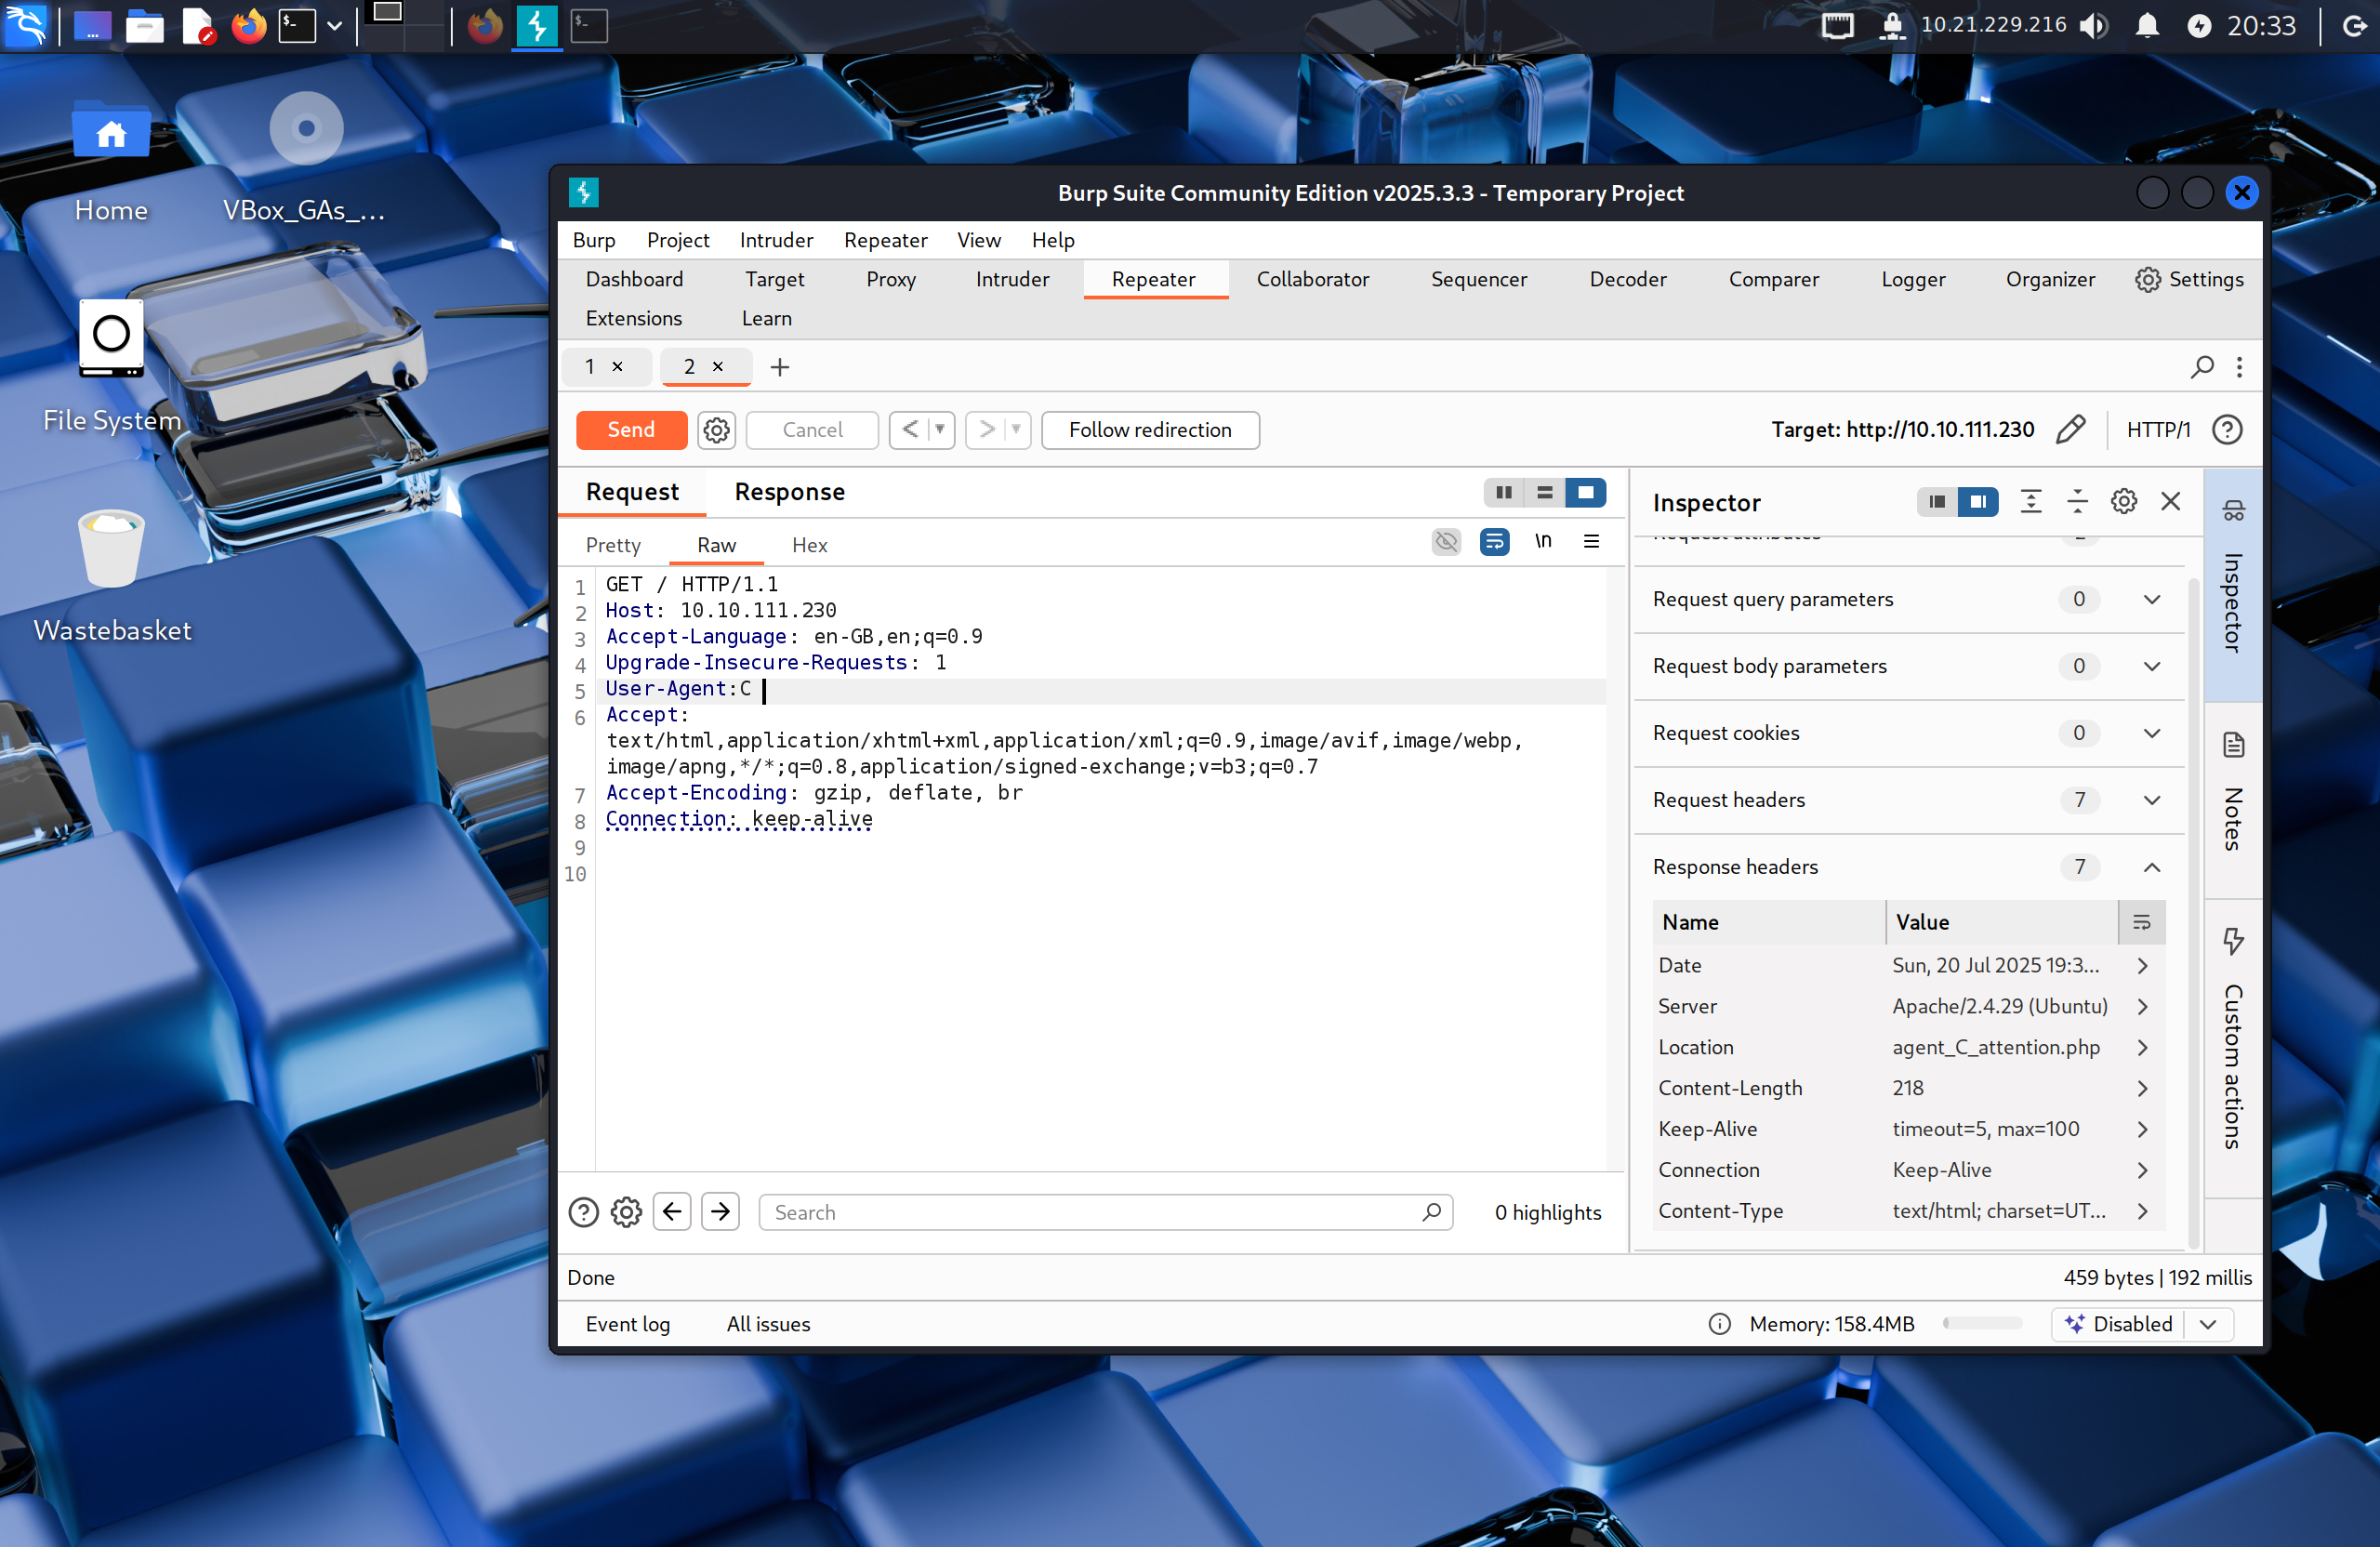 10.21.229.216
20:33
Home
VBox_GAs_...
File System
Wastebasket
Burp Suite Community Edition v2025.3.3 - Temporary Project
Burp Project Intruder Repeater View Help
Dashboard Target Proxy Intruder Repeater Collaborator Sequencer Decoder Comparer Logger Organizer Settings
Extensions Learn
1 × 2 × +
Send Cancel < > Follow redirection Target: http://10.10.111.230 HTTP/1
Request Response
Pretty Raw Hex \n
1 GET / HTTP/1.1
2 Host: 10.10.111.230
3 Accept-Language: en-GB,en;q=0.9
4 Upgrade-Insecure-Requests: 1
5 User-Agent:C
6 Accept:
text/html,application/xhtml+xml,application/xml;q=0.9,image/avif,image/webp,
image/apng,*/*;q=0.8,application/signed-exchange;v=b3;q=0.7
7 Accept-Encoding: gzip, deflate, br
8 Connection: keep-alive
9
10
Search
0 highlights
Inspector
Request attributes 2
Request query parameters 0
Request body parameters 0
Request cookies 0
Request headers 7
Response headers 7
Name Value
Date Sun, 20 Jul 2025 19:3...
Server Apache/2.4.29 (Ubuntu)
Location agent_C_attention.php
Content-Length 218
Keep-Alive timeout=5, max=100
Connection Keep-Alive
Content-Type text/html; charset=UT...
Inspector
Notes
Custom actions
Done
459 bytes | 192 millis
Event log All issues
Memory: 158.4MB
Disabled